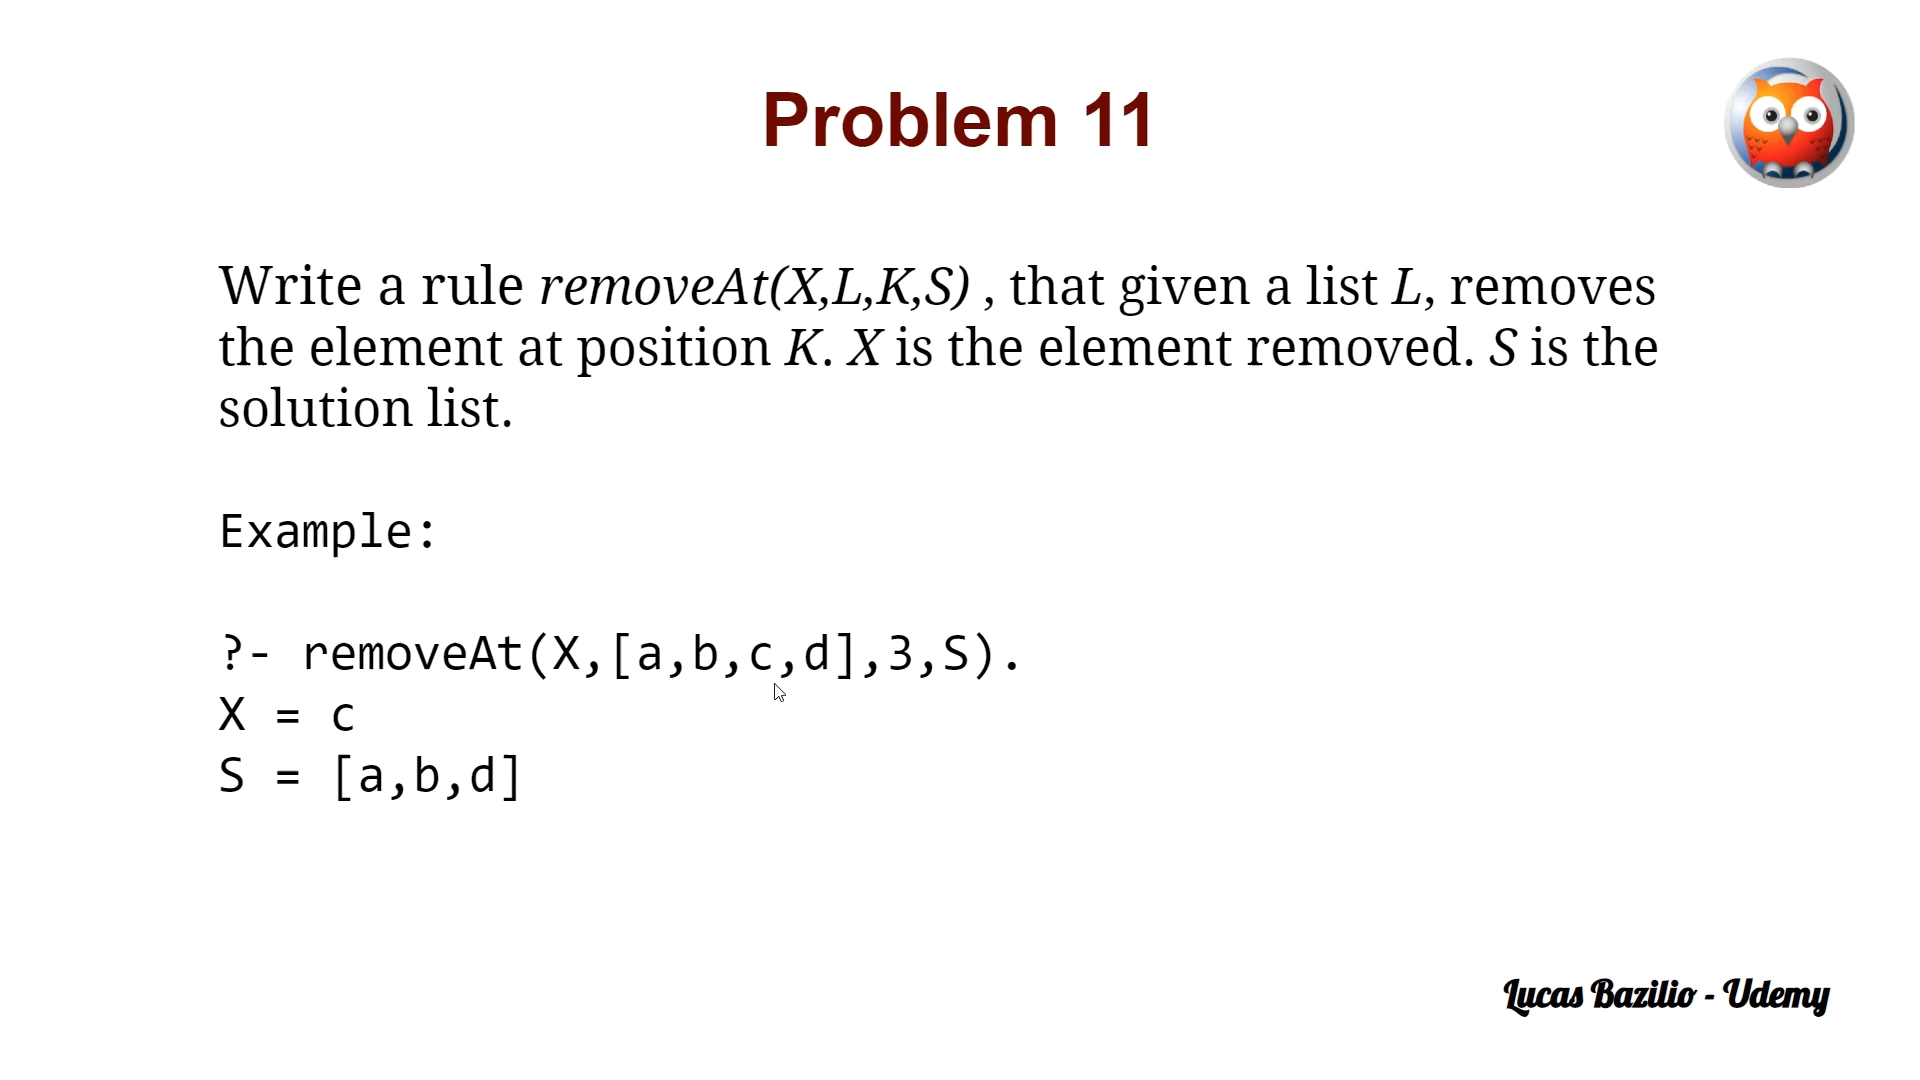 Problem 11
Write a rule removeAt(X,L,K,S) , that given a list L, removes
the element at position K. X is the element removed. S is the
solution list.
Example:
?- removeAt(X,[a,b,c,d],3,S).
X = c
S = [a,b,d]
Lucas Bazilio - Udemy